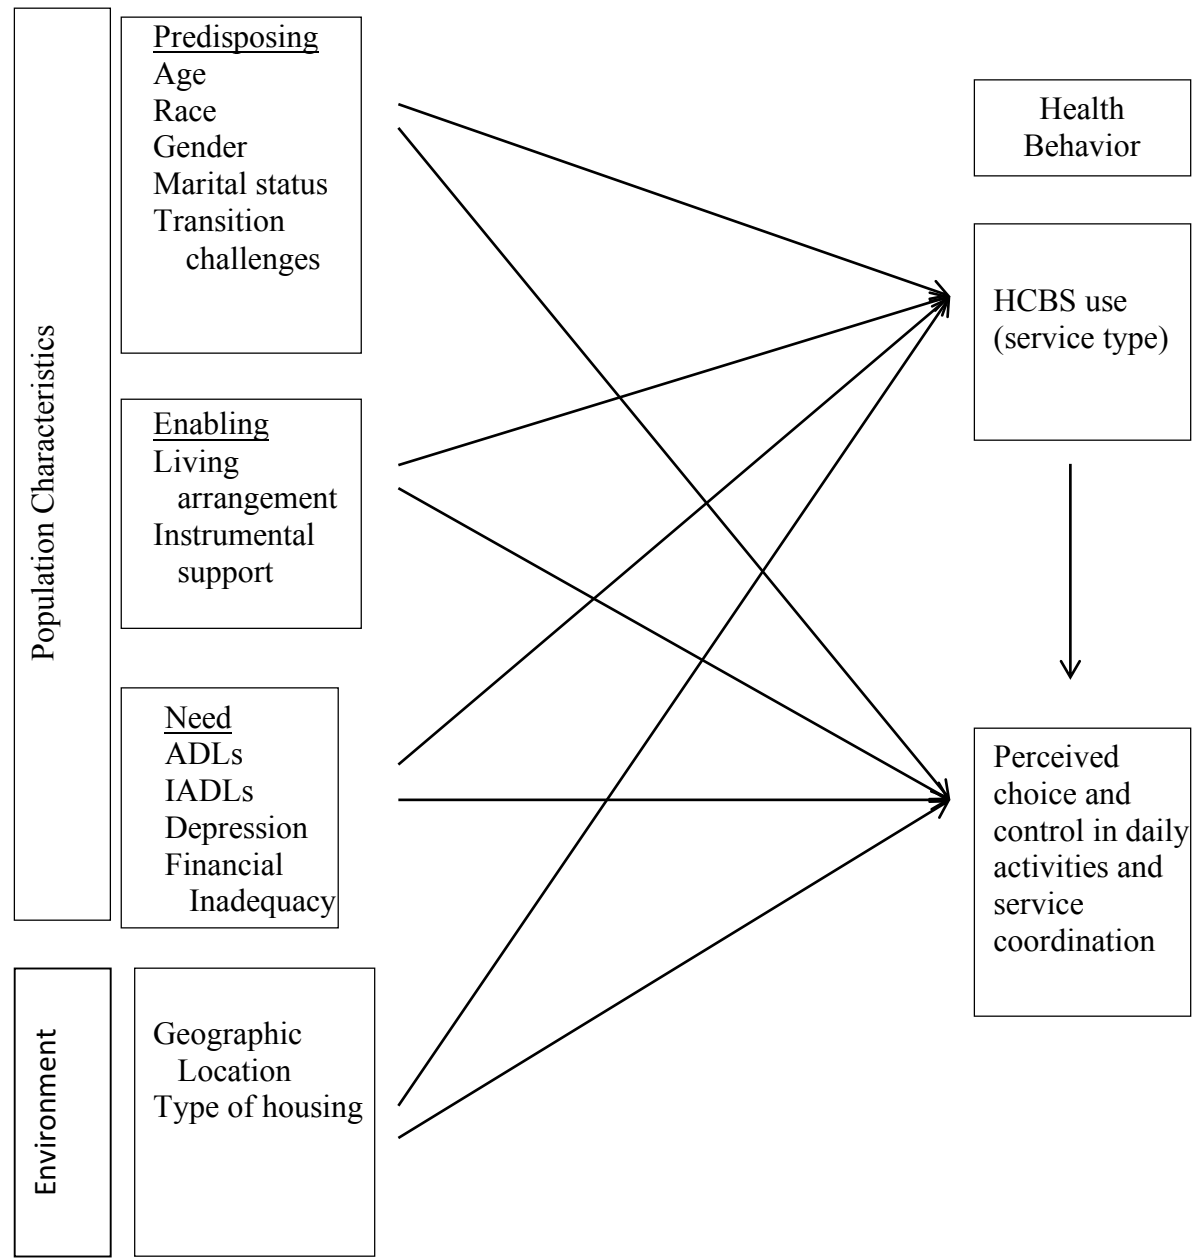 Population Characteristics
Predisposing
Age
Race
Gender
Marital status
Transition
challenges
Enabling
Living
arrangement
Instrumental
support
Need
ADLs
IADLs
Depression
Financial
Inadequacy
Environment
Geographic
Location
Type of housing
Health
Behavior
HCBS use
(service type)
Perceived
choice and
control in daily
activities and
service
coordination